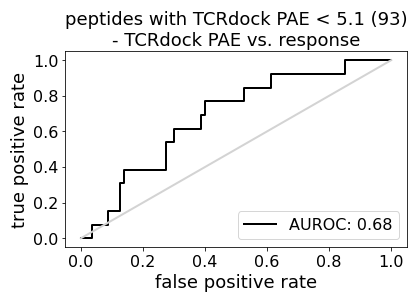 peptides with TCRdock PAE < 5.1 (93)
- TCRdock PAE vs. response
true positive rate
1.0
0.8
0.6
0.4
0.2
0.0
AUROC: 0.68
0.0 0.2 0.4 0.6 0.8 1.0
false positive rate